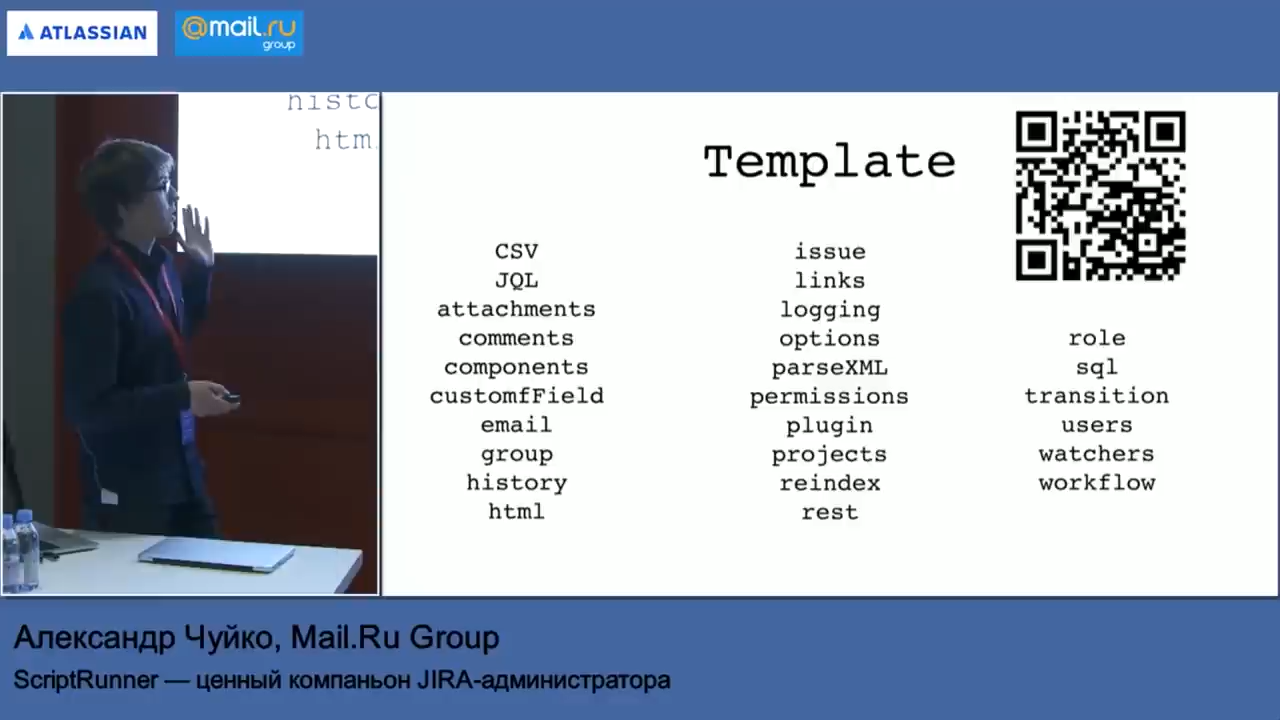 ATLASSIAN
@mail.ru
group
htm
Template
CSV
JQL
attachments
comments
components
customfField
email
group
history
html
issue
links
logging
options
parseXML
permissions
plugin
projects
reindex
rest
role
sql
transition
users
watchers
workflow
Александр Чуйко, Mail.Ru Group
ScriptRunner — ценный компаньон JIRA-администратора